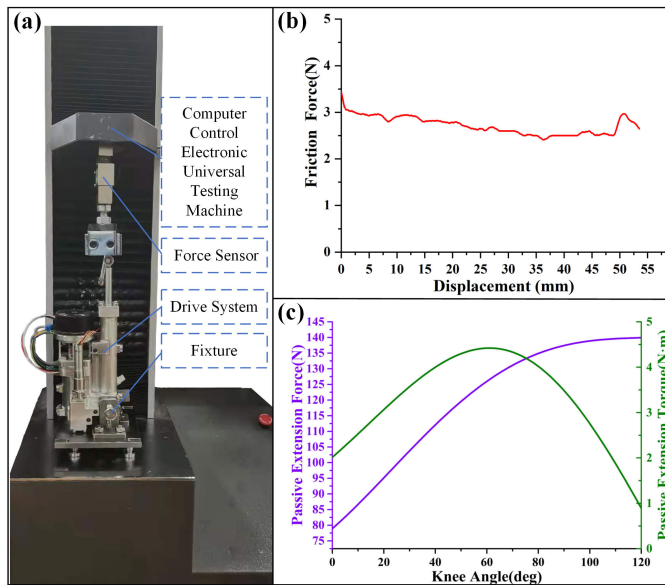 (a)
Computer
Control
Electronic
Universal
Testing
Machine
Force Sensor
Drive System
Fixture
(b)
5
4
3
2
1
0
Friction Force(N)
0 5 10 15 20 25 30 35 40 45 50 55 60
Displacement (mm)
(c)
145
140
135
130
125
120
115
110
105
100
95
90
85
80
75
Passive Extension Force(N)
5
4
3
2
1
0
Passive Extension Torque(N·m)
0 20 40 60 80 100 120
Knee Angle(deg)